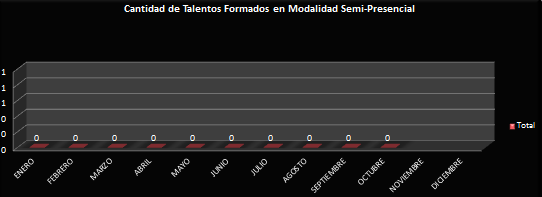 Cantidad de Talentos Formados en Modalidad Semi-Presencial
1
1
1
0
0
0
0 0 0 0 0 0 0 0 0 0
ENERO FEBRERO MARZO ABRIL MAYO JUNIO JULIO AGOSTO SEPTIEMBRE OCTUBRE NOVIEMBRE DICIEMBRE
Total